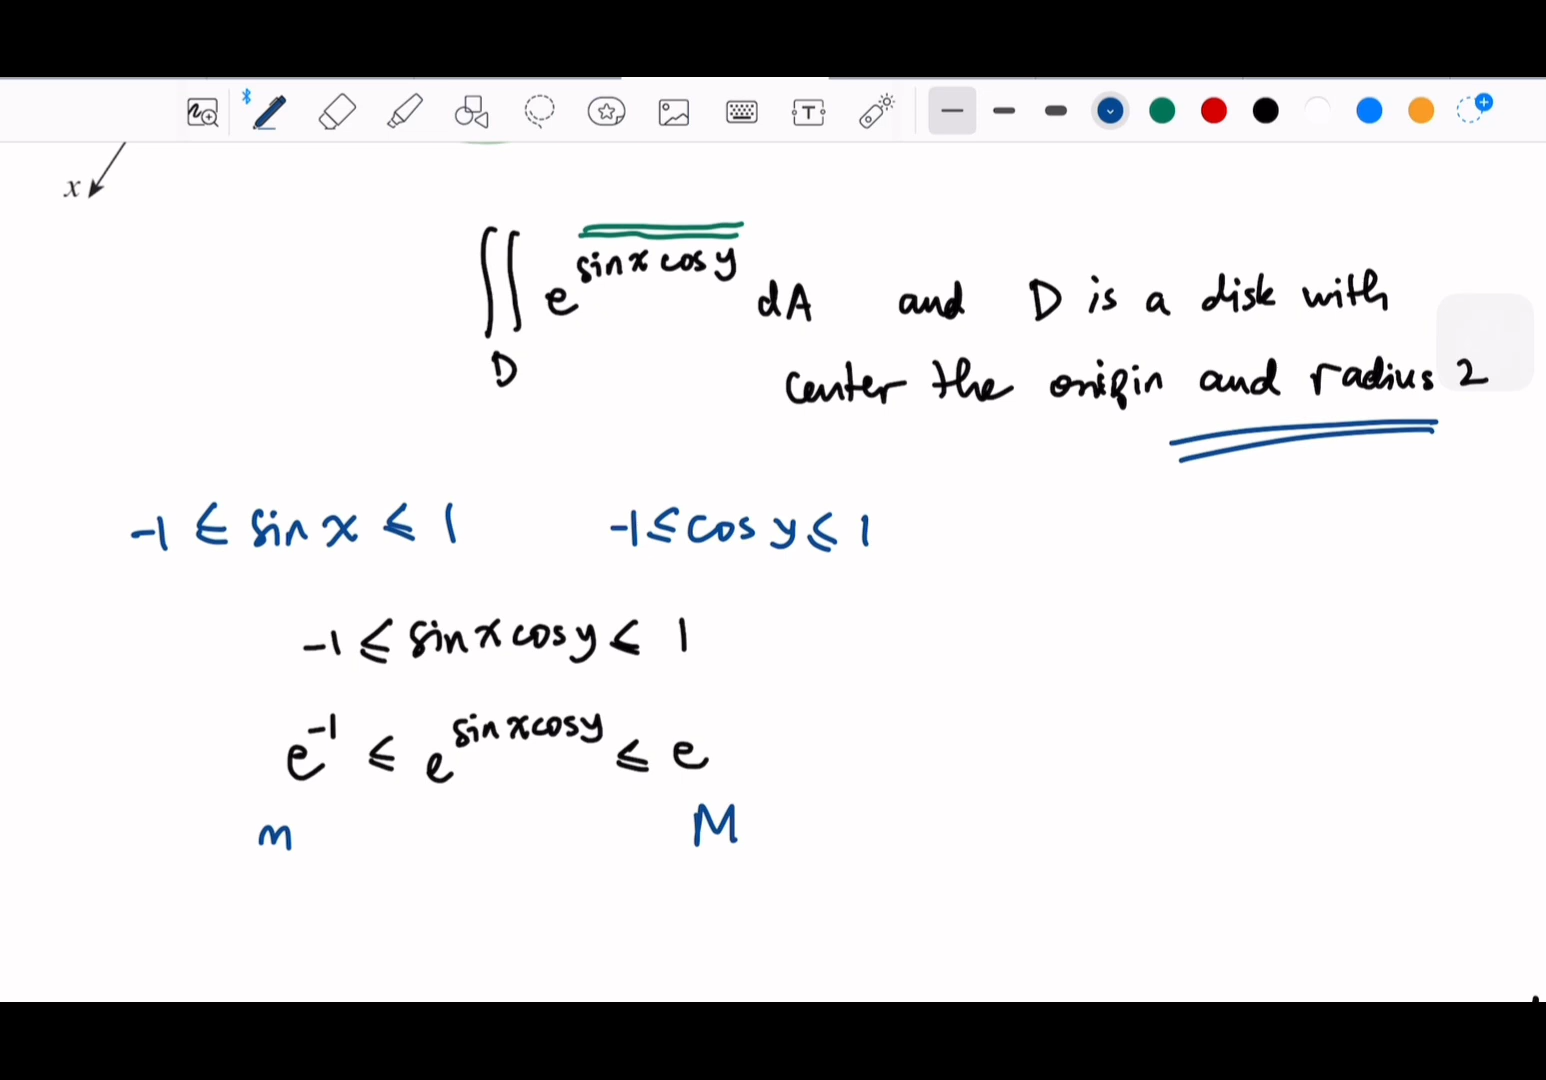 T
x
∬_D e^{sin x cos y} dA and D is a disk with
center the origin and radius 2
-1 ≤ sin x ≤ 1 -1 ≤ cos y ≤ 1
-1 ≤ sin x cos y ≤ 1
e^{-1} ≤ e^{sin x cos y} ≤ e
m M